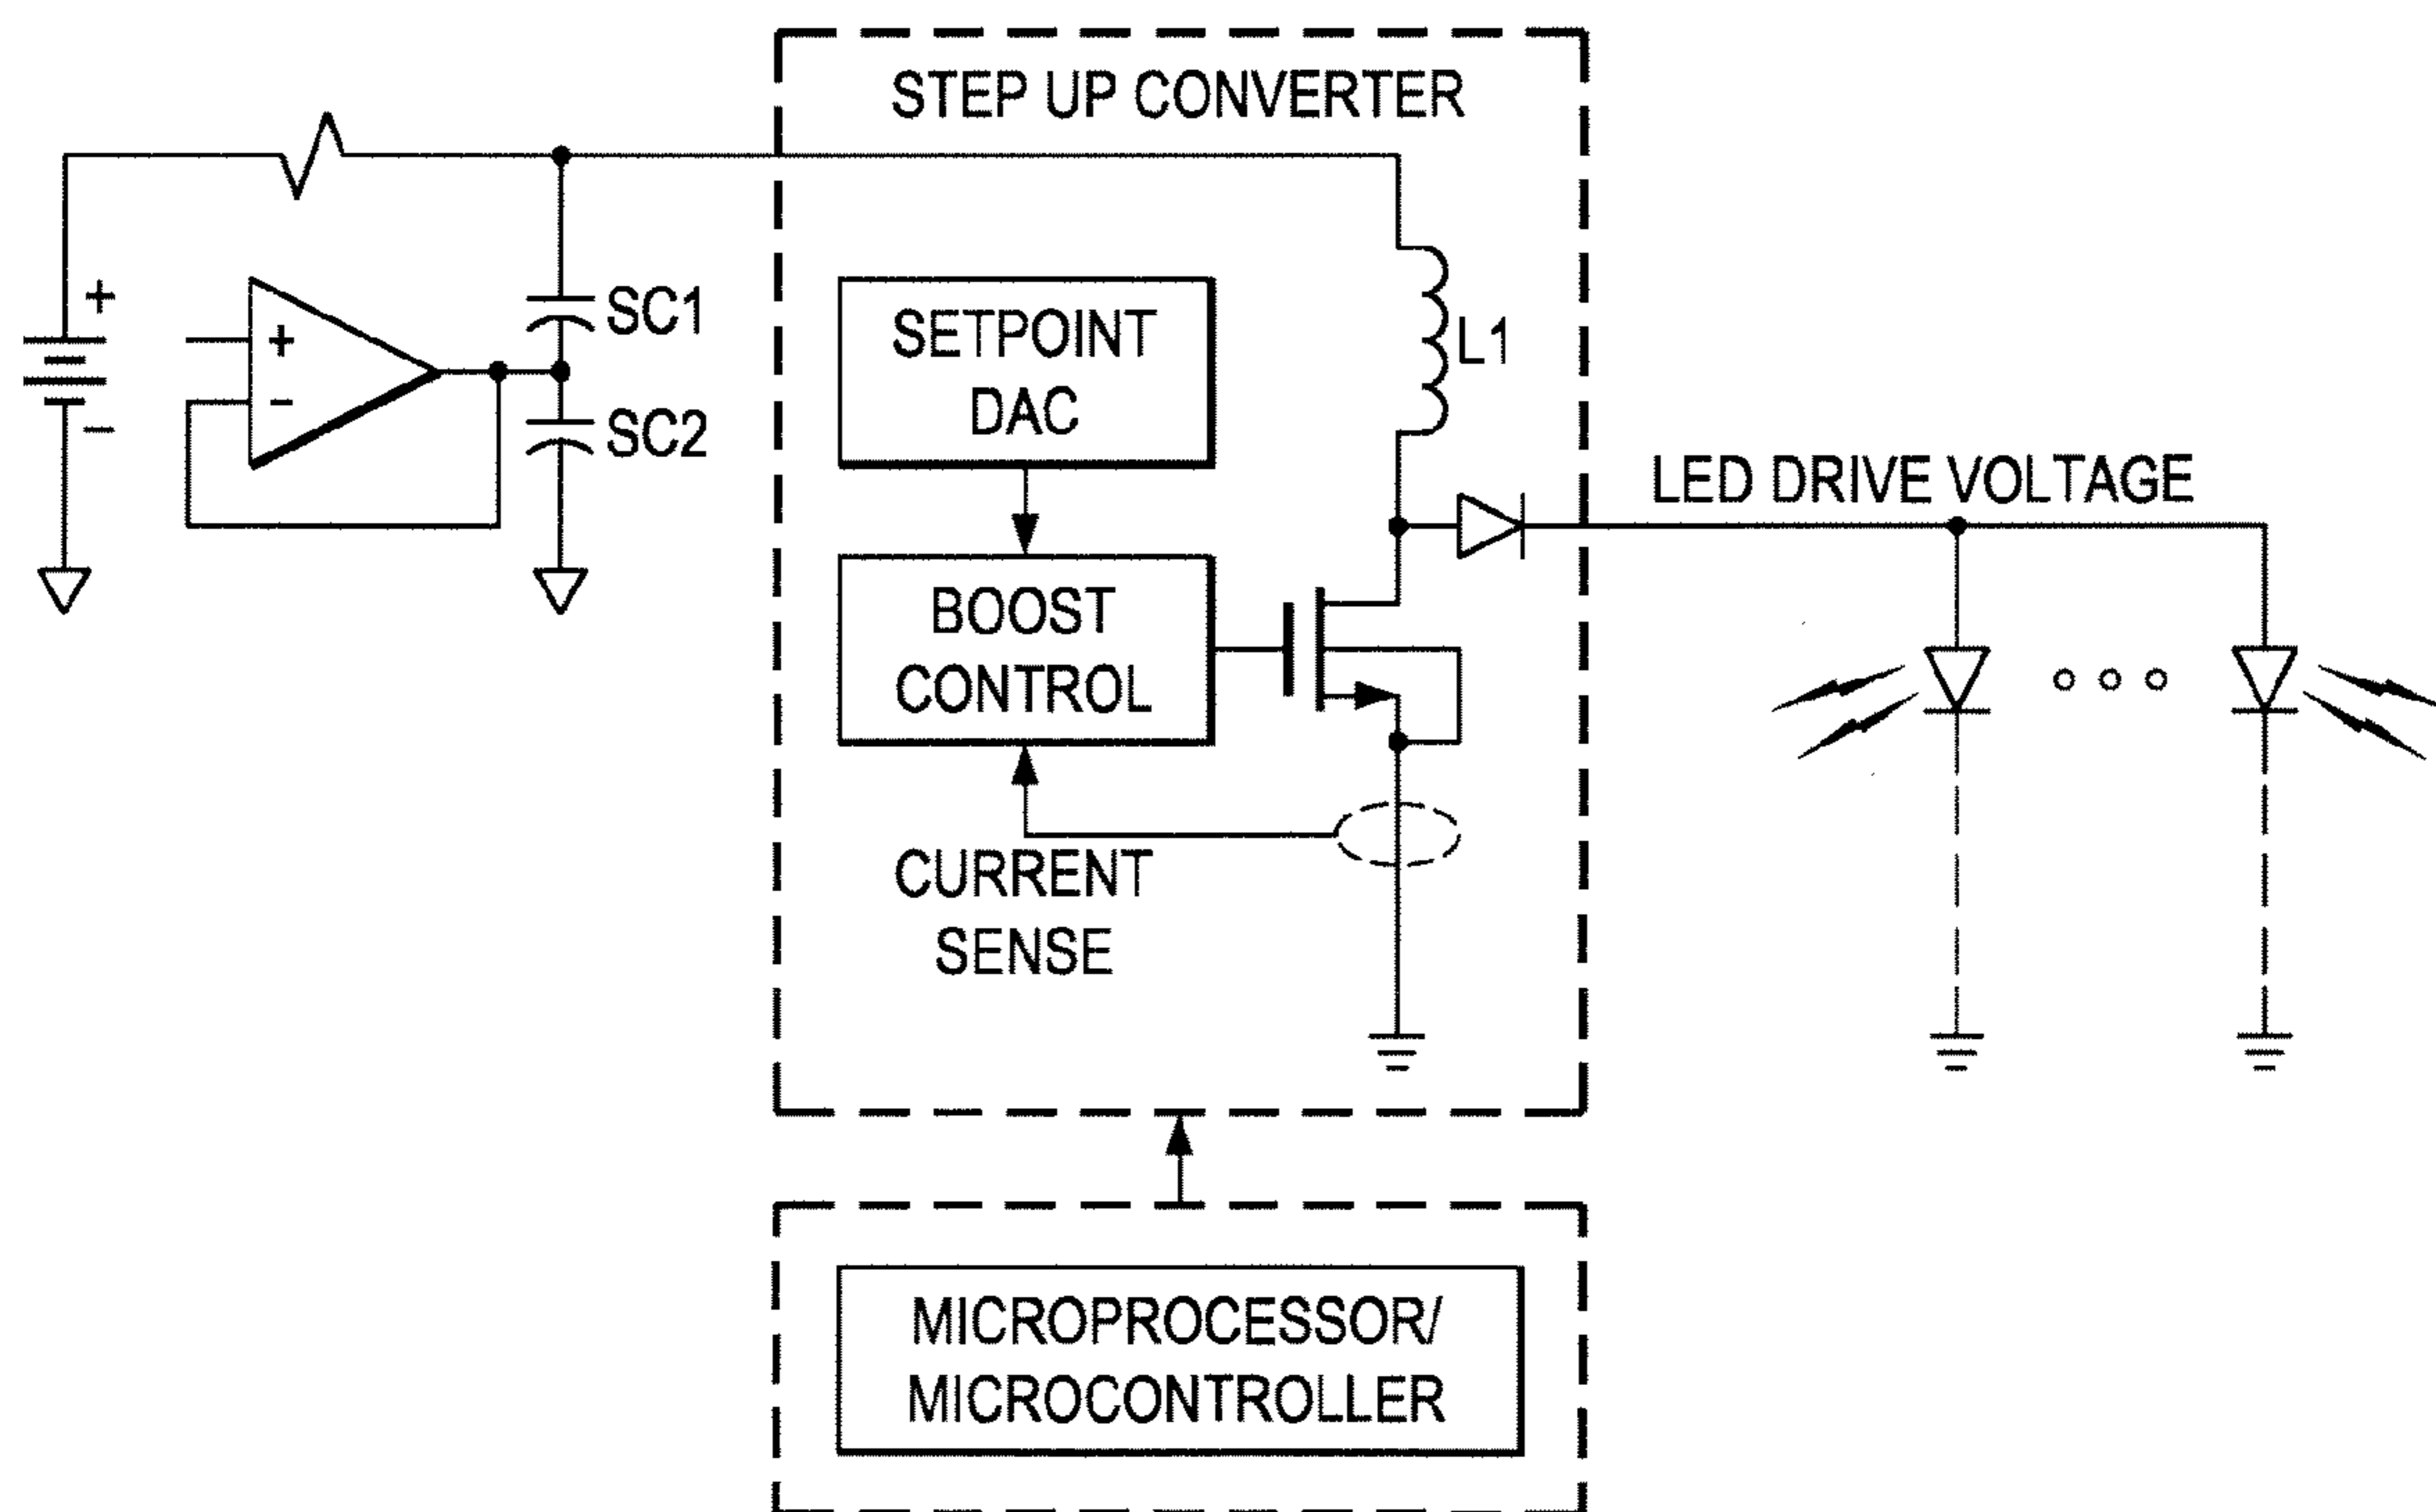 STEP UP CONVERTER
+
−
+
-
SC1
SC2
SETPOINT
DAC
L1
LED DRIVE VOLTAGE
BOOST
CONTROL
CURRENT
SENSE
MICROPROCESSOR/
MICROCONTROLLER